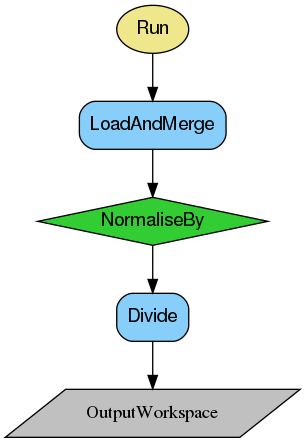 Run
LoadAndMerge
NormaliseBy
Divide
OutputWorkspace